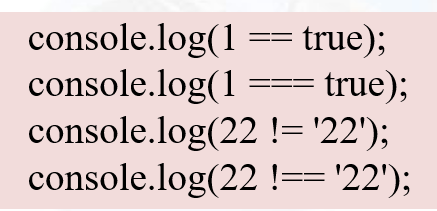 console.log(1 == true);
console.log(1 === true);
console.log(22 != '22');
console.log(22 !== '22');